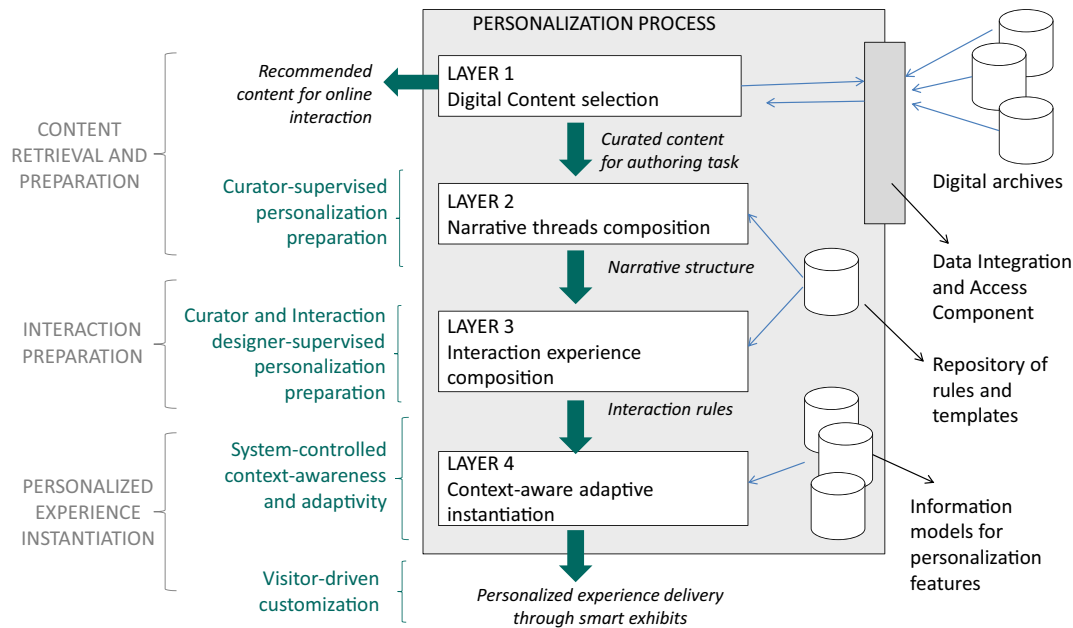 PERSONALIZATION PROCESS
LAYER 1
Digital Content selection
Recommended
content for online
interaction
CONTENT
RETRIEVAL AND
PREPARATION
Curated content
for authoring task
Digital archives
Curator-supervised
personalization
preparation
LAYER 2
Narrative threads composition
Narrative structure
Data Integration
and Access
Component
INTERACTION
PREPARATION
Curator and Interaction
designer-supervised
personalization
preparation
LAYER 3
Interaction experience
composition
Repository of
rules and
templates
Interaction rules
PERSONALIZED
EXPERIENCE
INSTANTIATION
System-controlled
context-awareness
and adaptivity
LAYER 4
Context-aware adaptive
instantiation
Information
models for
personalization
features
Visitor-driven
customization
Personalized experience delivery
through smart exhibits